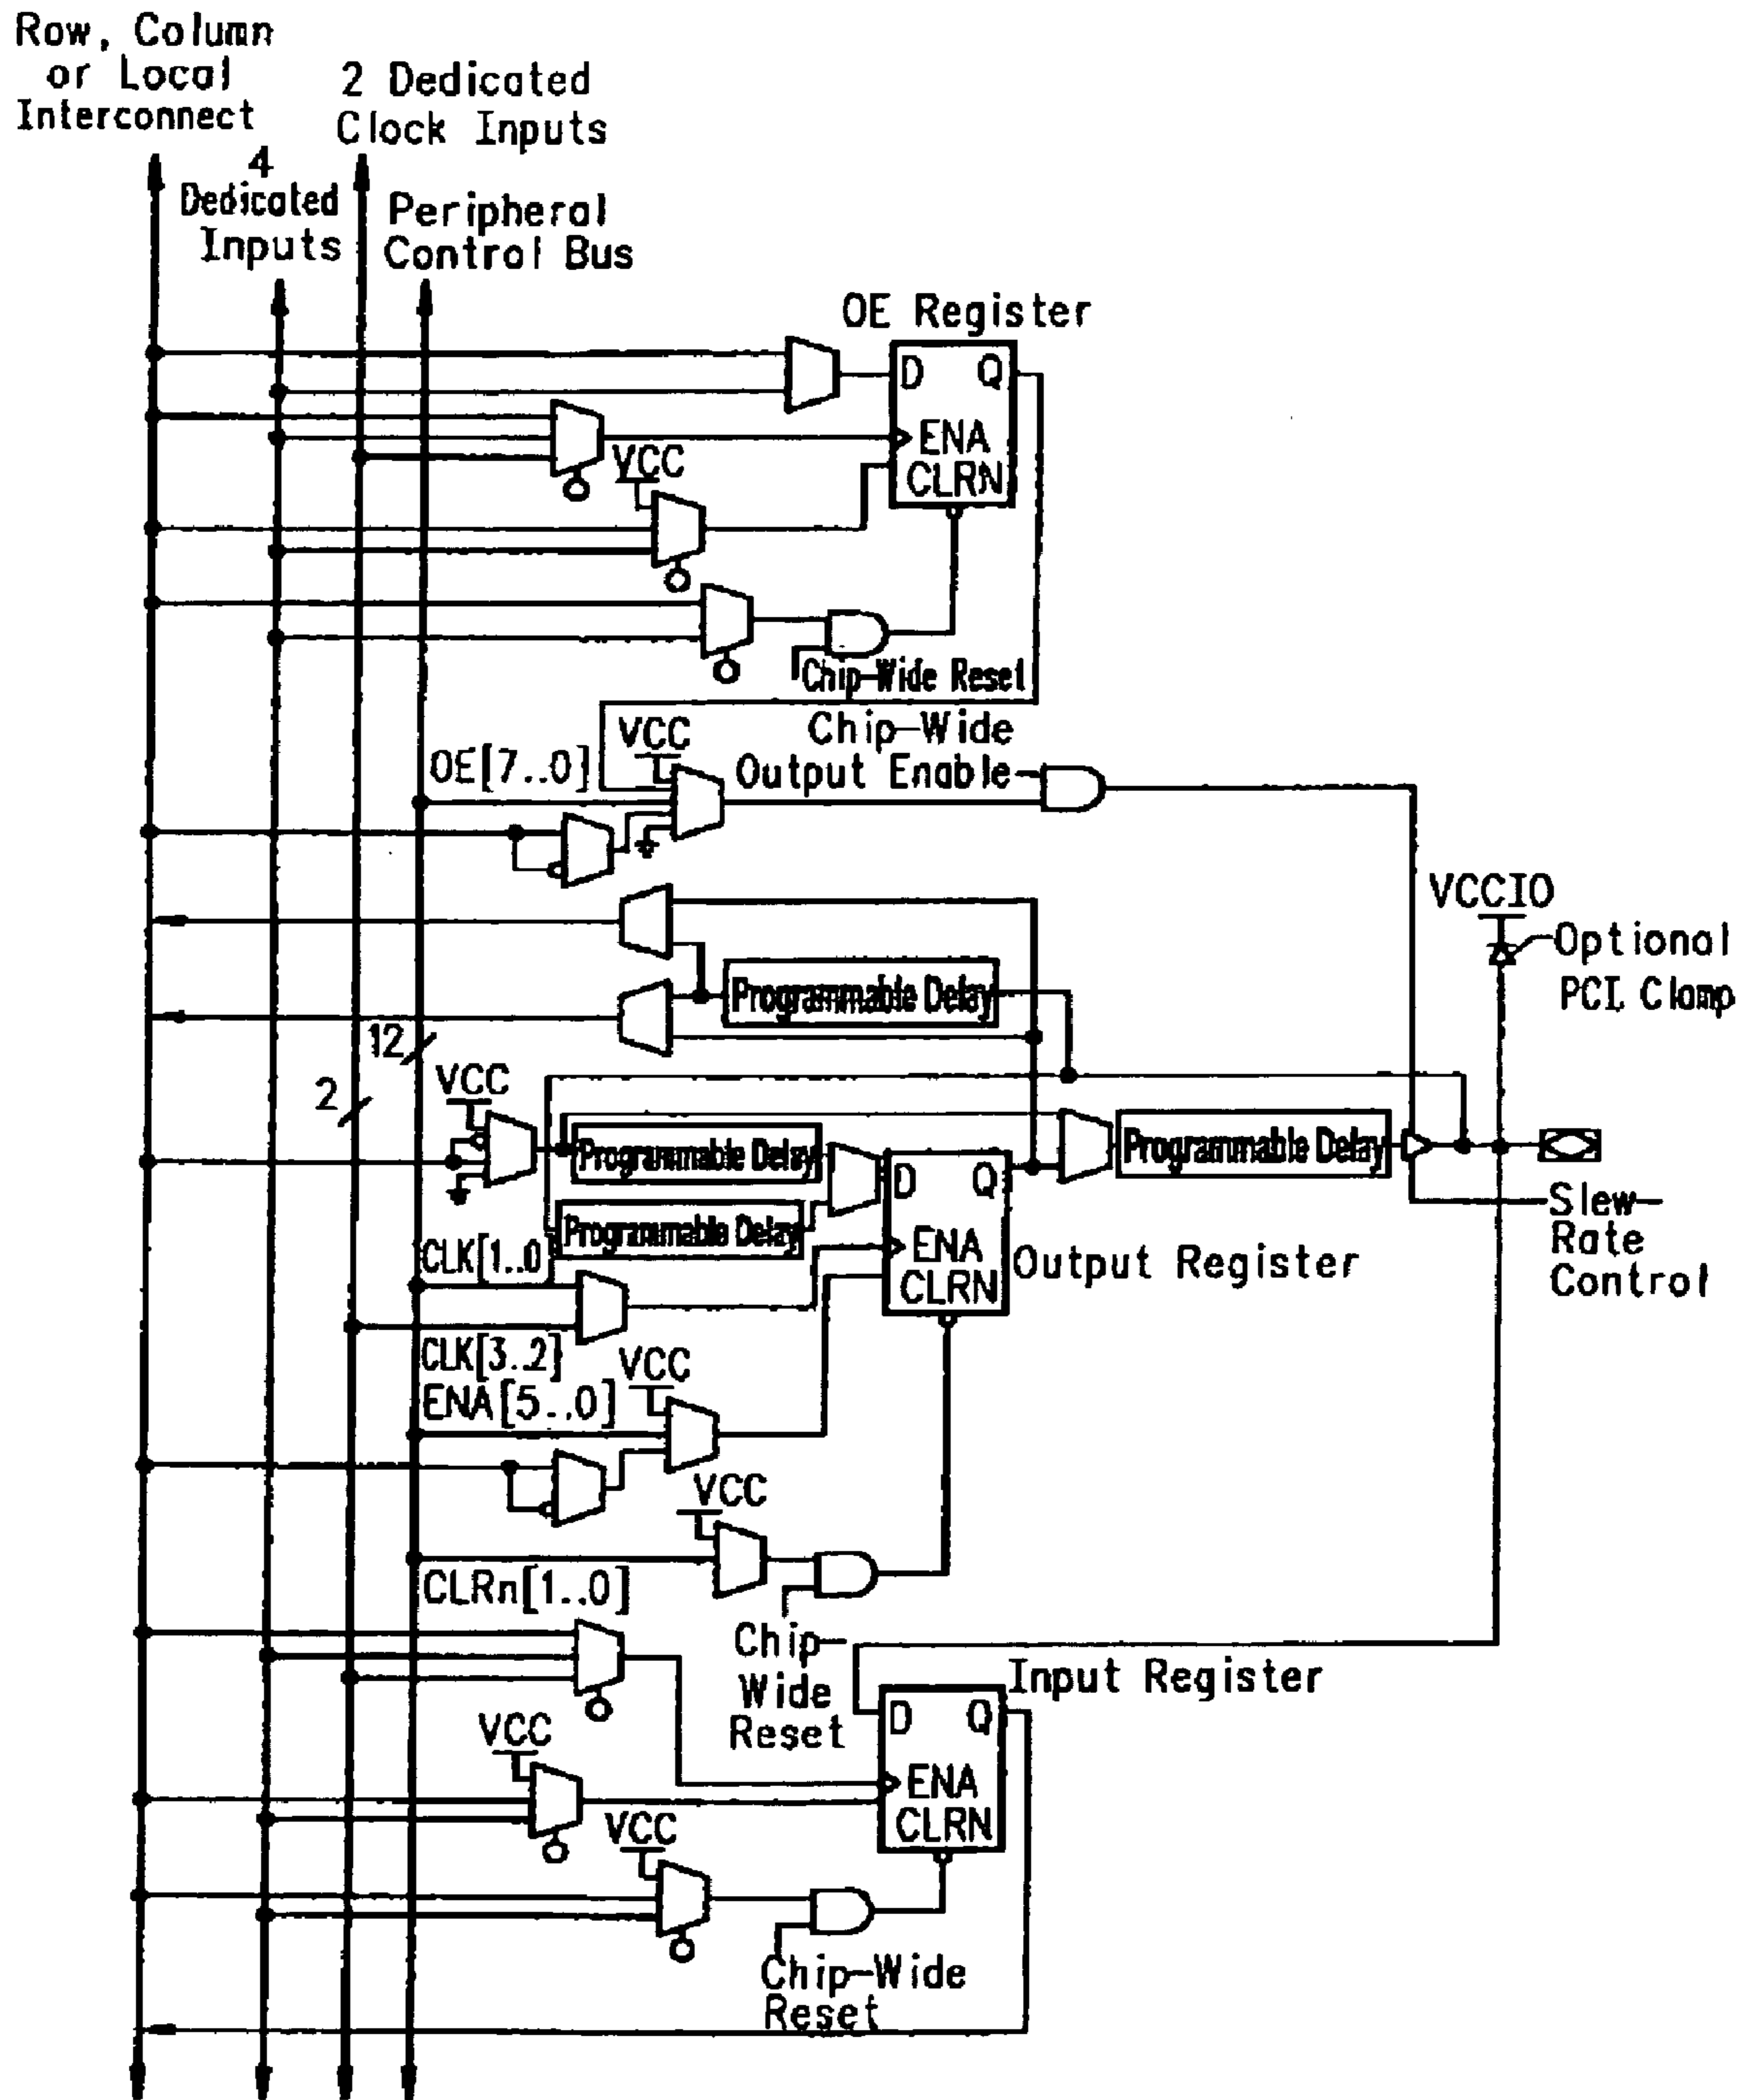 Row, Column
or Local
Interconnect
2 Dedicated
Clock Inputs
4
Dedicated
Inputs
Peripheral
Control Bus
OE Register
D Q
ENA
CLRN
VCC
Chip-Wide Reset
Chip-Wide
Output Enable
VCC
OE[7..0]
VCCIO
Optional
PCI Clamp
Programmable Delay
12
2
VCC
Programmable Delay
Programmable Delay
Programmable Delay
D Q
ENA
CLRN
Output Register
Slew-
Rate
Control
CLK[1..0
CLK[3..2]
ENA[5..0]
VCC
VCC
CLRn[1..0]
Chip-
Wide
Reset
Input Register
D Q
ENA
CLRN
VCC
VCC
Chip-Wide
Reset